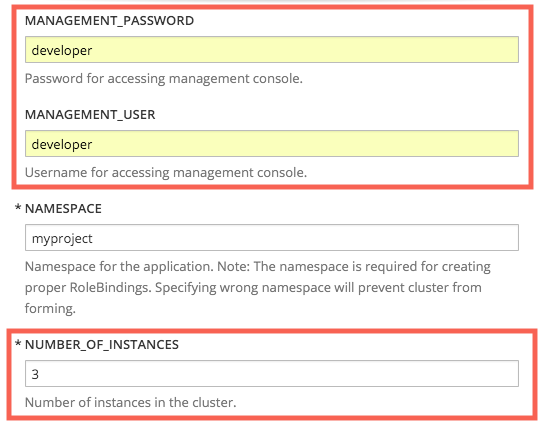 MANAGEMENT_PASSWORD
developer
Password for accessing management console.
MANAGEMENT_USER
developer
Username for accessing management console.
* NAMESPACE
myproject
Namespace for the application. Note: The namespace is required for creating
proper RoleBindings. Specifying wrong namespace will prevent cluster from
forming.
* NUMBER_OF_INSTANCES
3
Number of instances in the cluster.